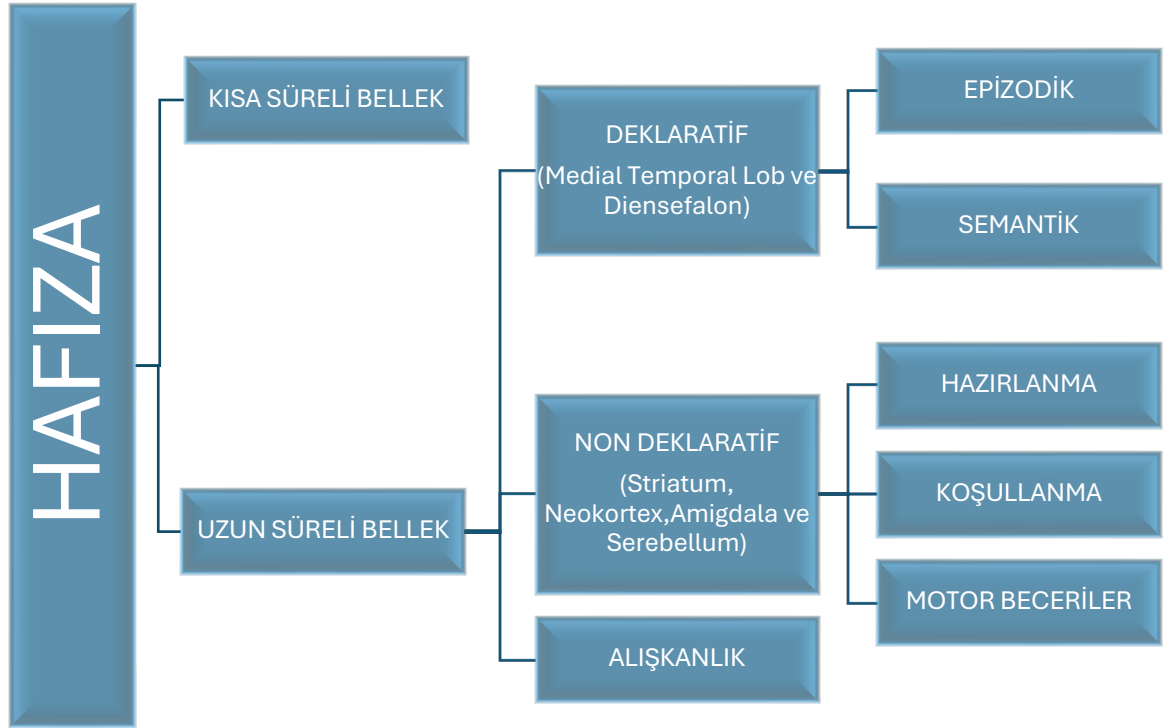 HAFIZA
KISA SÜRELİ BELLEK
UZUN SÜRELİ BELLEK
DEKLARATİF
(Medial Temporal Lob ve
Diensefalon)
EPİZODİK
SEMANTİK
NON DEKLARATİF
(Striatum,
Neokortex,Amigdala ve
Serebellum)
HAZIRLANMA
KOŞULLANMA
MOTOR BECERİLER
ALIŞKANLIK